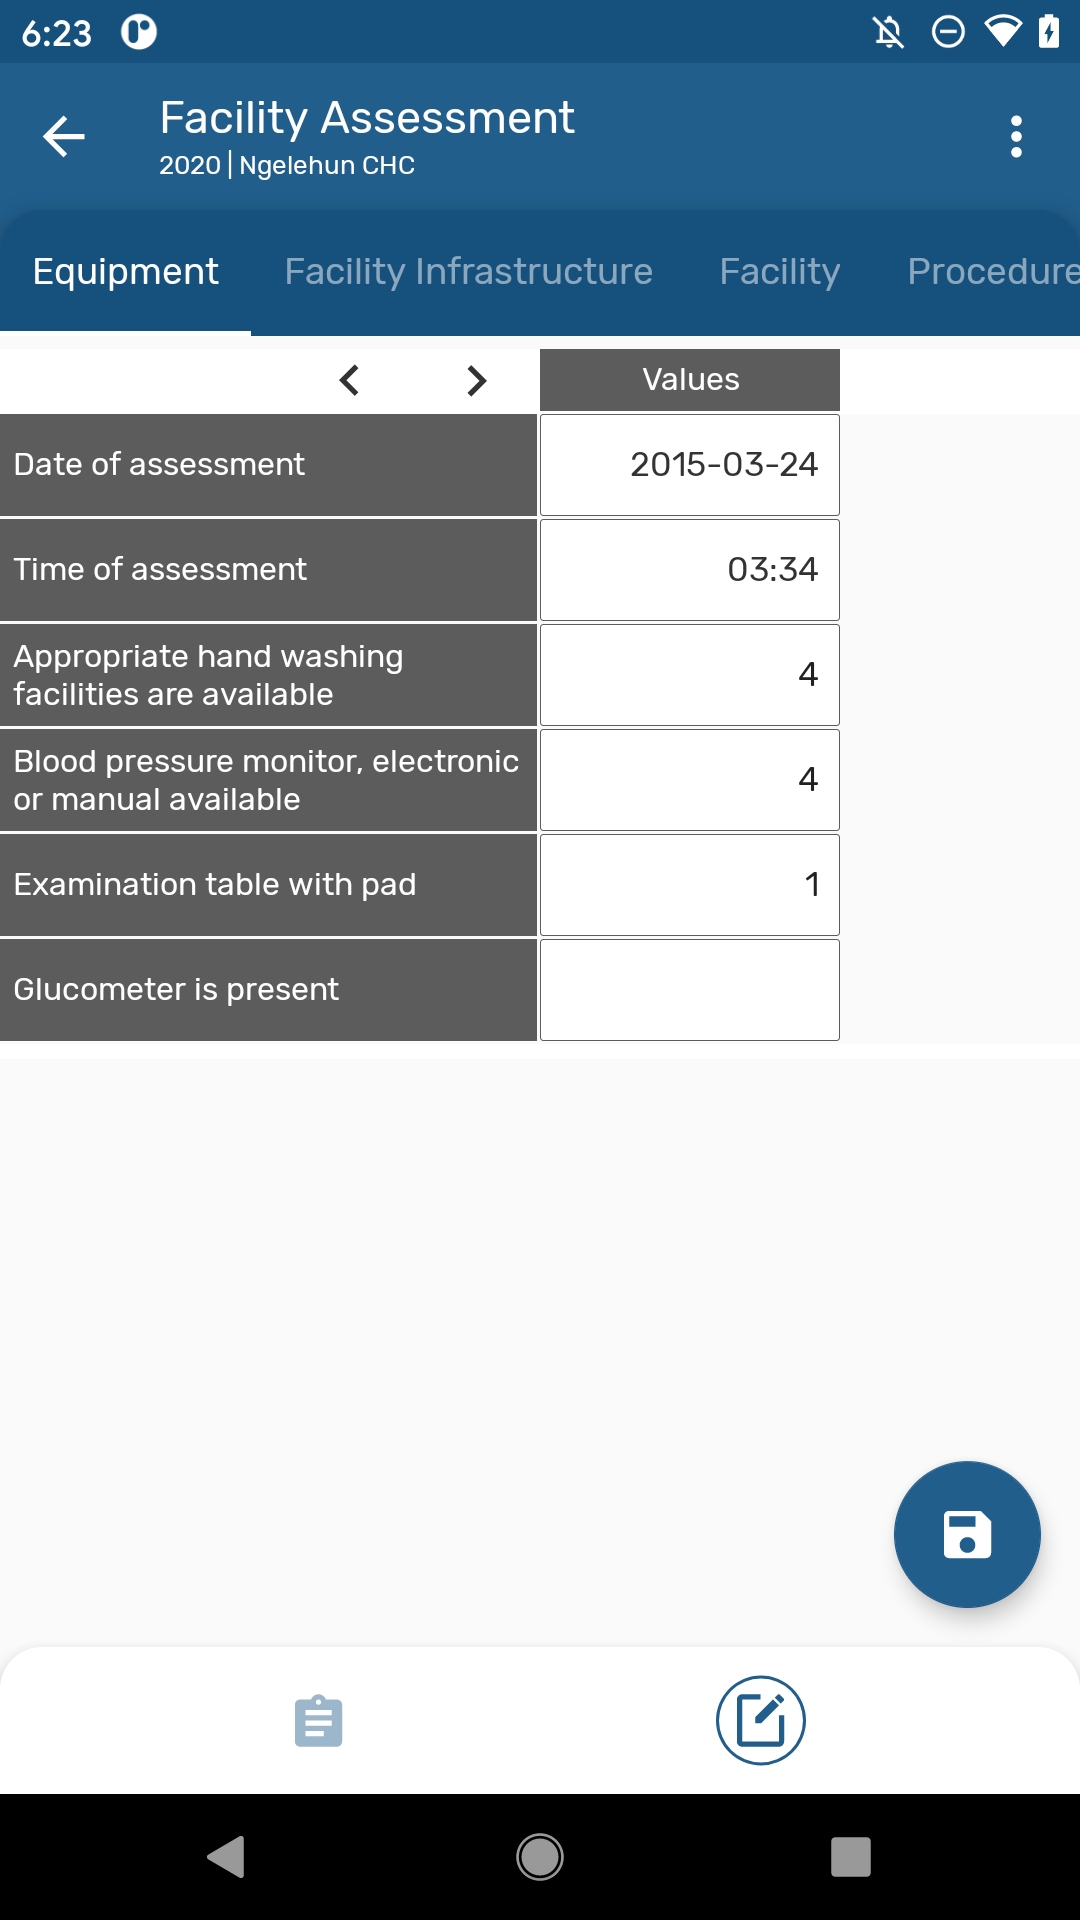 6:23
Facility Assessment
2020 | Ngelehun CHC
Equipment Facility Infrastructure Facility Procedure
Values
Date of assessment 2015-03-24
Time of assessment 03:34
Appropriate hand washing
facilities are available 4
Blood pressure monitor, electronic
or manual available 4
Examination table with pad 1
Glucometer is present